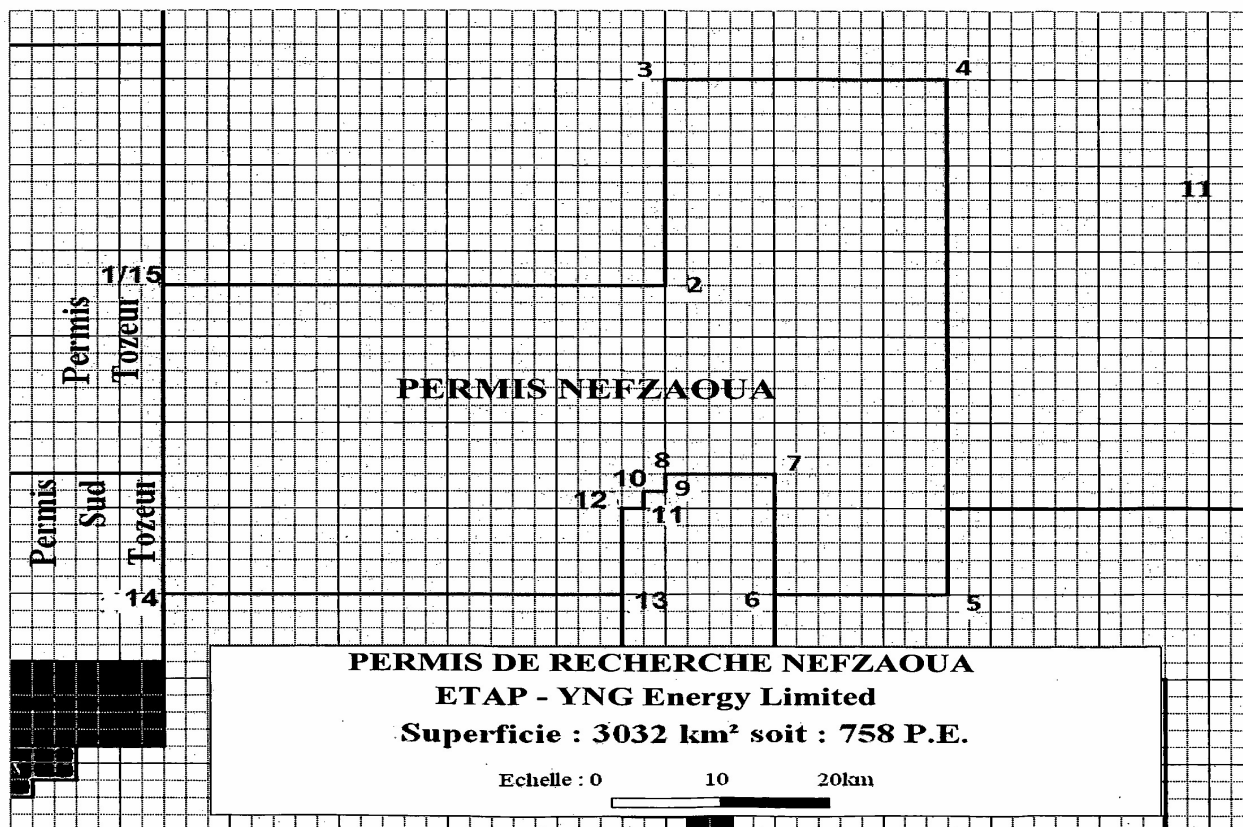 3
4
11
1/15
2
Permis
Tozeur
PERMIS NEFZAOUA
8
7
10
9
12
11
Permis
Sud
Tozeur
14
13
6
5
PERMIS DE RECHERCHE NEFZAOUA
ETAP - YNG Energy Limited
Superficie : 3032 km² soit : 758 P.E.
Echelle : 0 10 20km